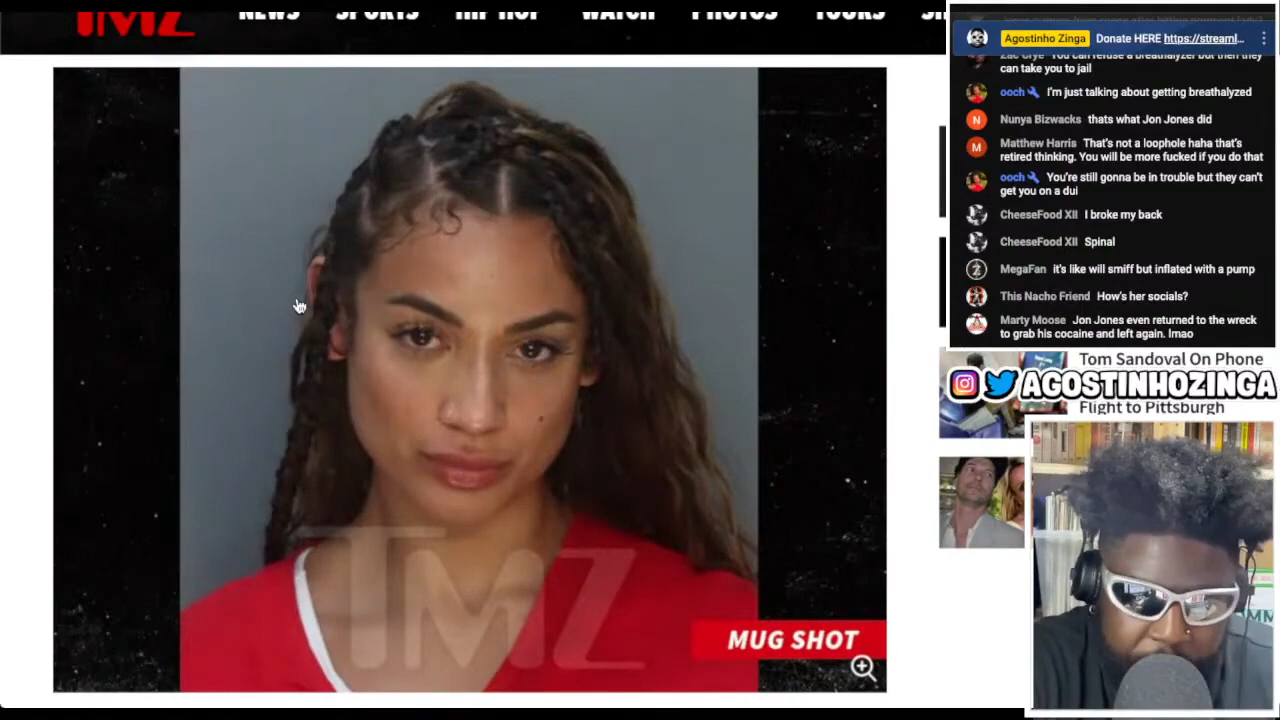 TMZ
NEWS SPORTS HIP HOP WATCH PHOTOS TOURS
TMZ
MUG SHOT
Agostinho Zinga Donate HERE https://streaml...
Zac Crye You can refuse a breathalyzer but then they
can take you to jail
ooch I'm just talking about getting breathalyzed
Nunya Bizwacks thats what Jon Jones did
Matthew Harris That's not a loophole haha that's
retired thinking. You will be more fucked if you do that
ooch You're still gonna be in trouble but they can't
get you on a dui
CheeseFood XII I broke my back
CheeseFood XII Spinal
MegaFan it's like will smiff but inflated with a pump
This Nacho Friend How's her socials?
Marty Moose Jon Jones even returned to the wreck
to grab his cocaine and left again. lmao
Tom Sandoval On Phone
AGOSTINHOZINGA
Flight to Pittsburgh